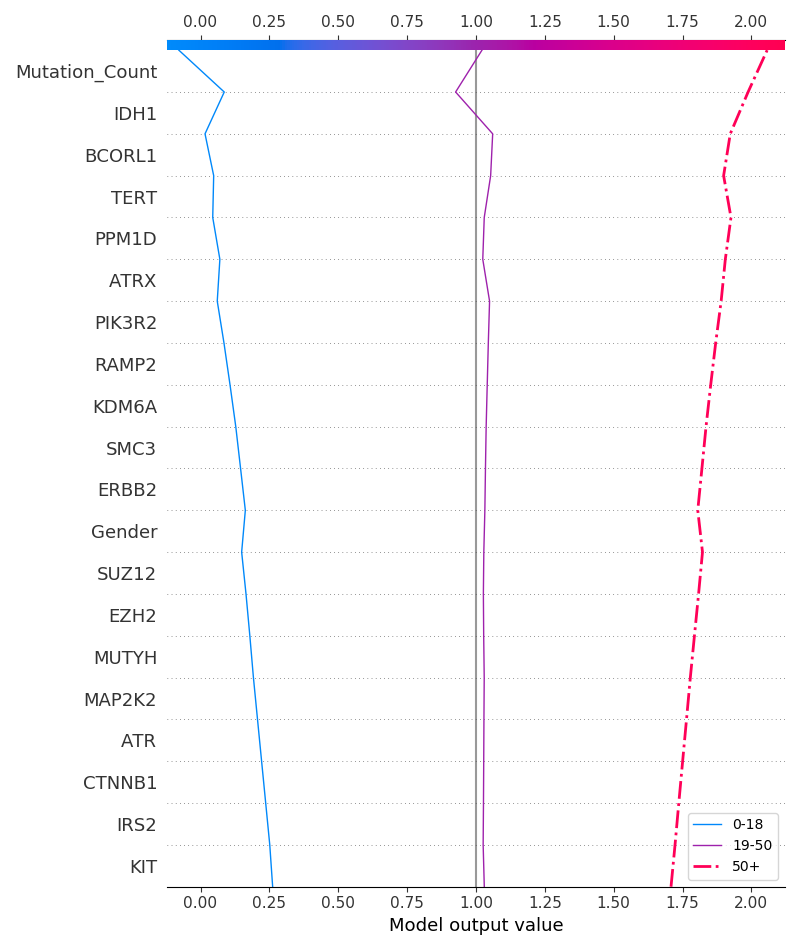 0.00 0.25 0.50 0.75 1.00 1.25 1.50 1.75 2.00
Mutation_Count
IDH1
BCORL1
TERT
PPM1D
ATRX
PIK3R2
RAMP2
KDM6A
SMC3
ERBB2
Gender
SUZ12
EZH2
MUTYH
MAP2K2
ATR
CTNNB1
IRS2
KIT
0-18
19-50
50+
0.00 0.25 0.50 0.75 1.00 1.25 1.50 1.75 2.00
Model output value